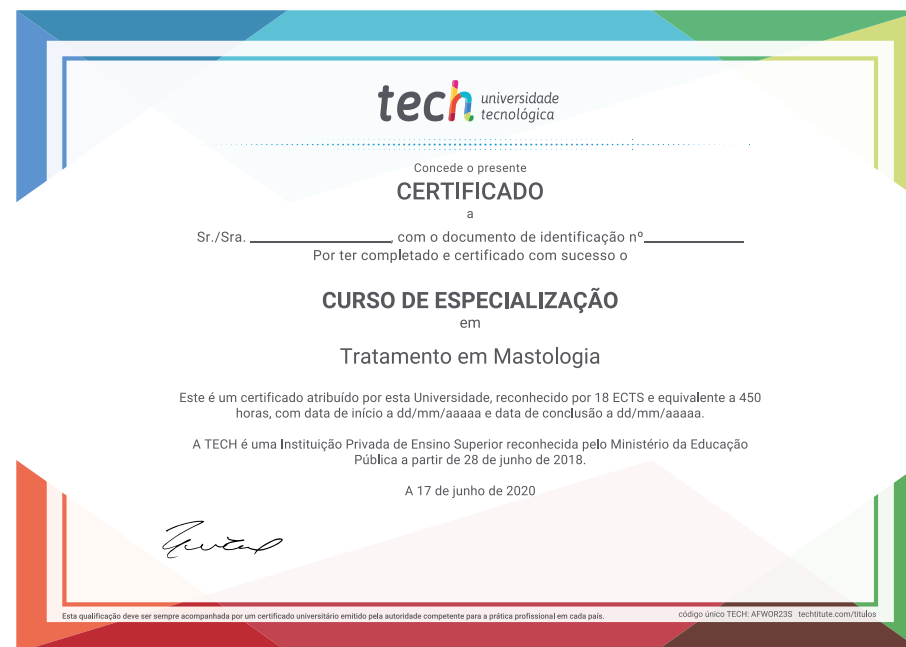 tech universidade
tecnológica
Concede o presente
CERTIFICADO
a
Sr./Sra. ________________, com o documento de identificação nº____________
Por ter completado e certificado com sucesso o
CURSO DE ESPECIALIZAÇÃO
em
Tratamento em Mastologia
Este é um certificado atribuído por esta Universidade, reconhecido por 18 ECTS e equivalente a 450
horas, com data de início a dd/mm/aaaaa e data de conclusão a dd/mm/aaaaa.
A TECH é uma Instituição Privada de Ensino Superior reconhecida pelo Ministério da Educação
Pública a partir de 28 de junho de 2018.
A 17 de junho de 2020
Esta qualificação deve ser sempre acompanhada por um certificado universitário emitido pela autoridade competente para a prática profissional em cada país.
código único TECH: AFWOR23S techtitute.com/titulos